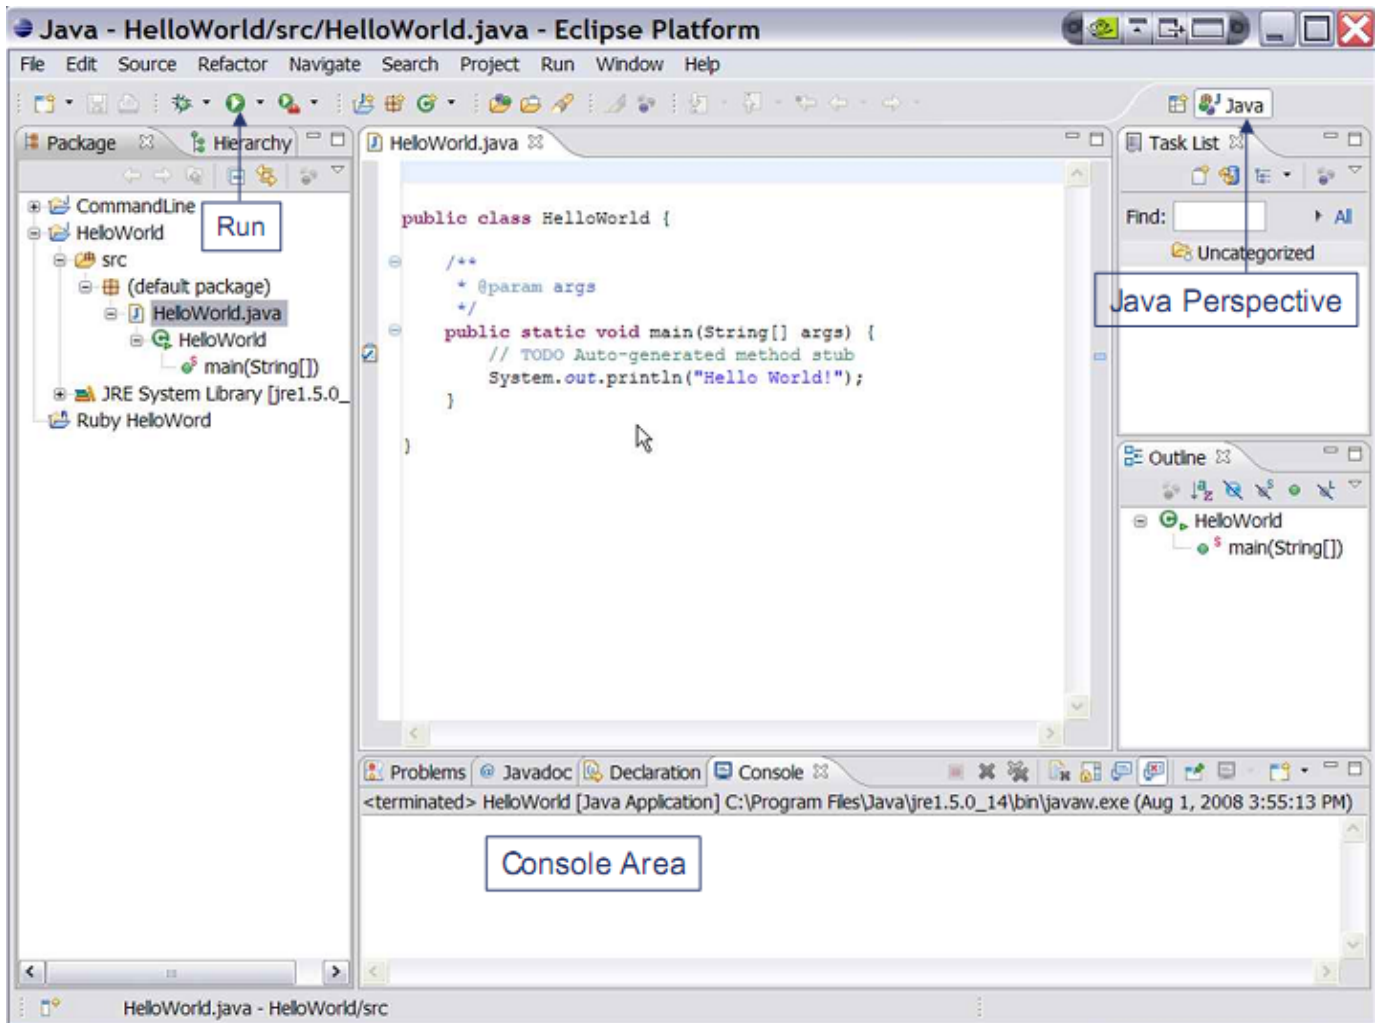 Java - HelloWorld/src/HelloWorld.java - Eclipse Platform
File Edit Source Refactor Navigate Search Project Run Window Help
Java
Package Hierarchy
CommandLine
Run
HelloWorld
src
(default package)
HelloWorld.java
HelloWorld
main(String[])
JRE System Library [jre1.5.0_
Ruby HelloWord
HelloWorld.java
public class HelloWorld {
/**
* @param args
*/
public static void main(String[] args) {
// TODO Auto-generated method stub
System.out.println("Hello World!");
}
}
Task List
Find: All
Uncategorized
Java Perspective
Outline
HelloWorld
main(String[])
Problems @ Javadoc Declaration Console
<terminated> HelloWorld [Java Application] C:\Program Files\Java\jre1.5.0_14\bin\javaw.exe (Aug 1, 2008 3:55:13 PM)
Console Area
HelloWorld.java - HelloWorld/src